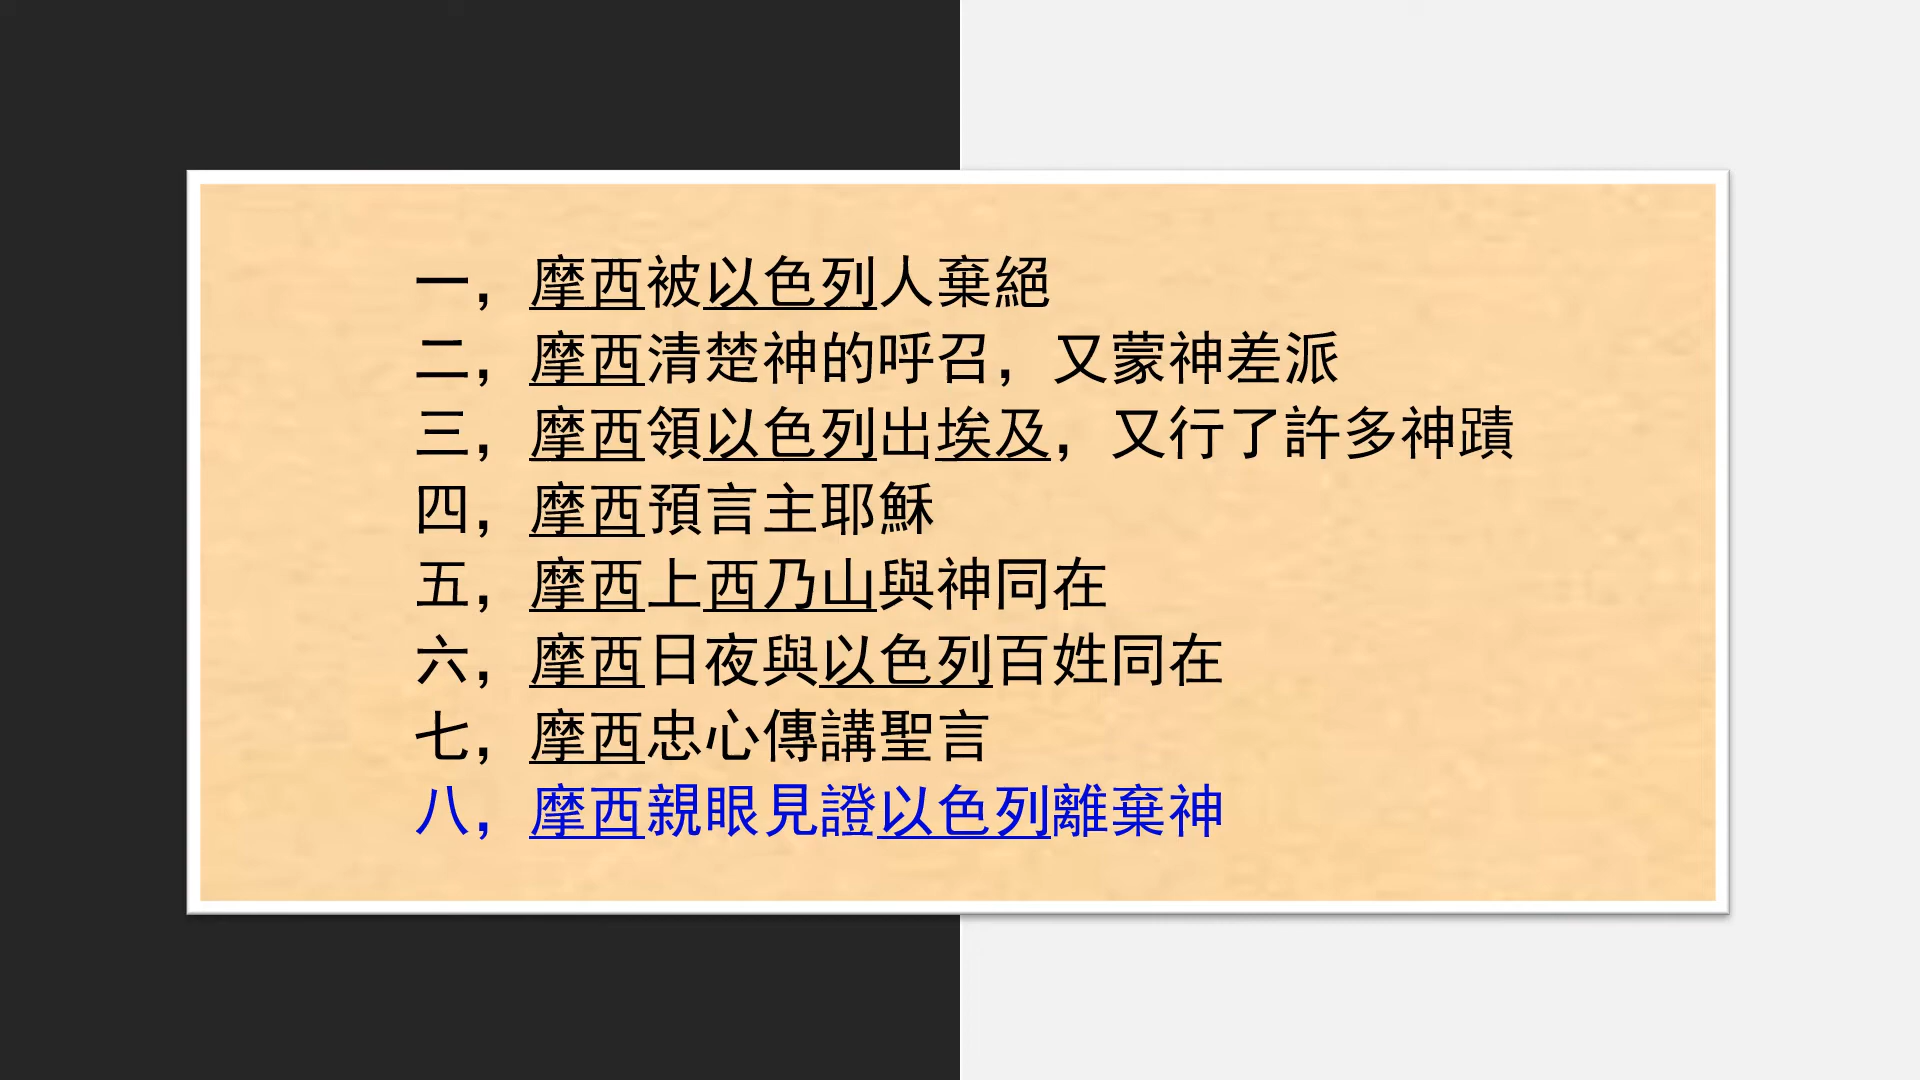 一，摩西被以色列人棄絕
二，摩西清楚神的呼召，又蒙神差派
三，摩西領以色列出埃及，又行了許多神蹟
四，摩西預言主耶穌
五，摩西上西乃山與神同在
六，摩西日夜與以色列百姓同在
七，摩西忠心傳講聖言
八，摩西親眼見證以色列離棄神